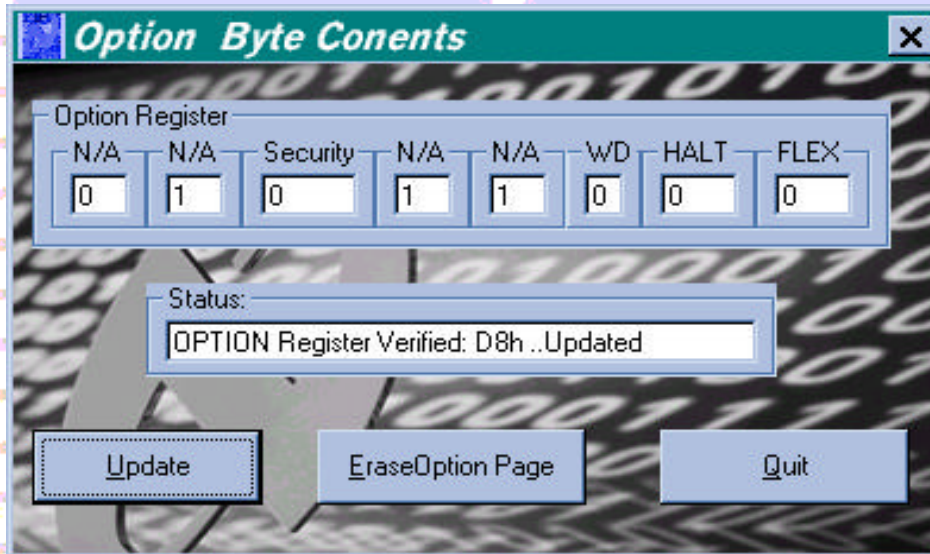 Option Byte Conents
Option Register
N/A N/A Security N/A N/A WD HALT FLEX
0 1 0 1 1 0 0 0
Status:
OPTION Register Verified: D8h ..Updated
Update EraseOption Page Quit